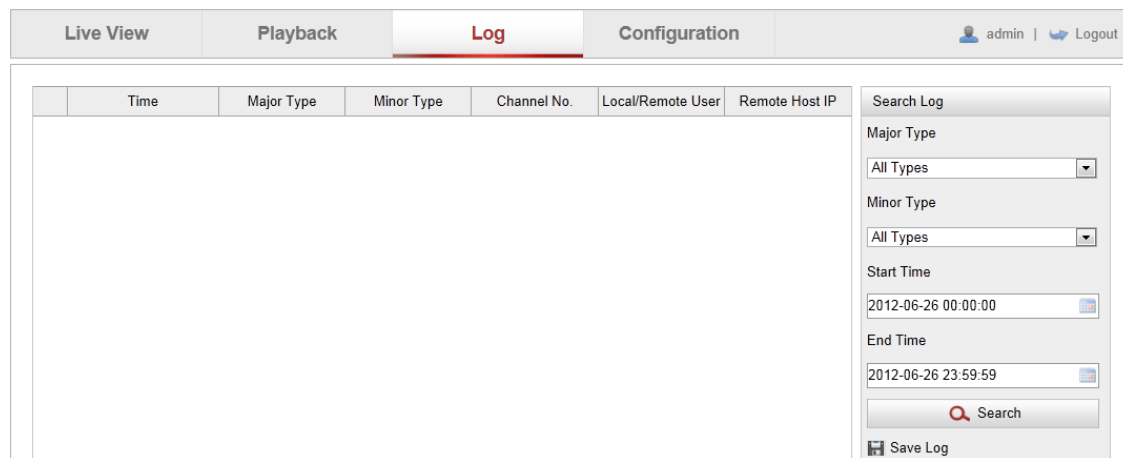 Live View Playback Log Configuration admin | Logout
Time Major Type Minor Type Channel No. Local/Remote User Remote Host IP
Search Log
Major Type
All Types
Minor Type
All Types
Start Time
2012-06-26 00:00:00
End Time
2012-06-26 23:59:59
Search
Save Log